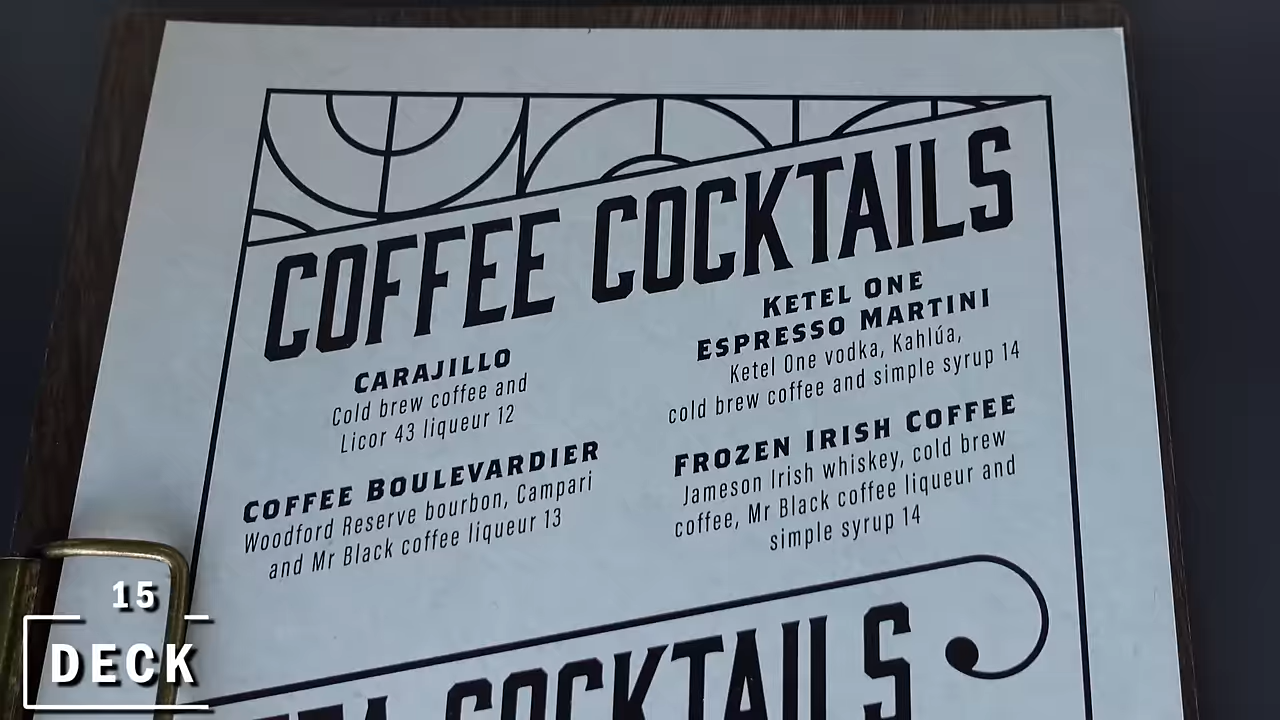 COFFEE COCKTAILS
CARAJILLO
Cold brew coffee and
Licor 43 liqueur 12
COFFEE BOULEVARDIER
Woodford Reserve bourbon, Campari
and Mr Black coffee liqueur 13
KETEL ONE
ESPRESSO MARTINI
Ketel One vodka, Kahlúa,
cold brew coffee and simple syrup 14
FROZEN IRISH COFFEE
Jameson Irish whiskey, cold brew
coffee, Mr Black coffee liqueur and
simple syrup 14
COCKTAILS
15
DECK